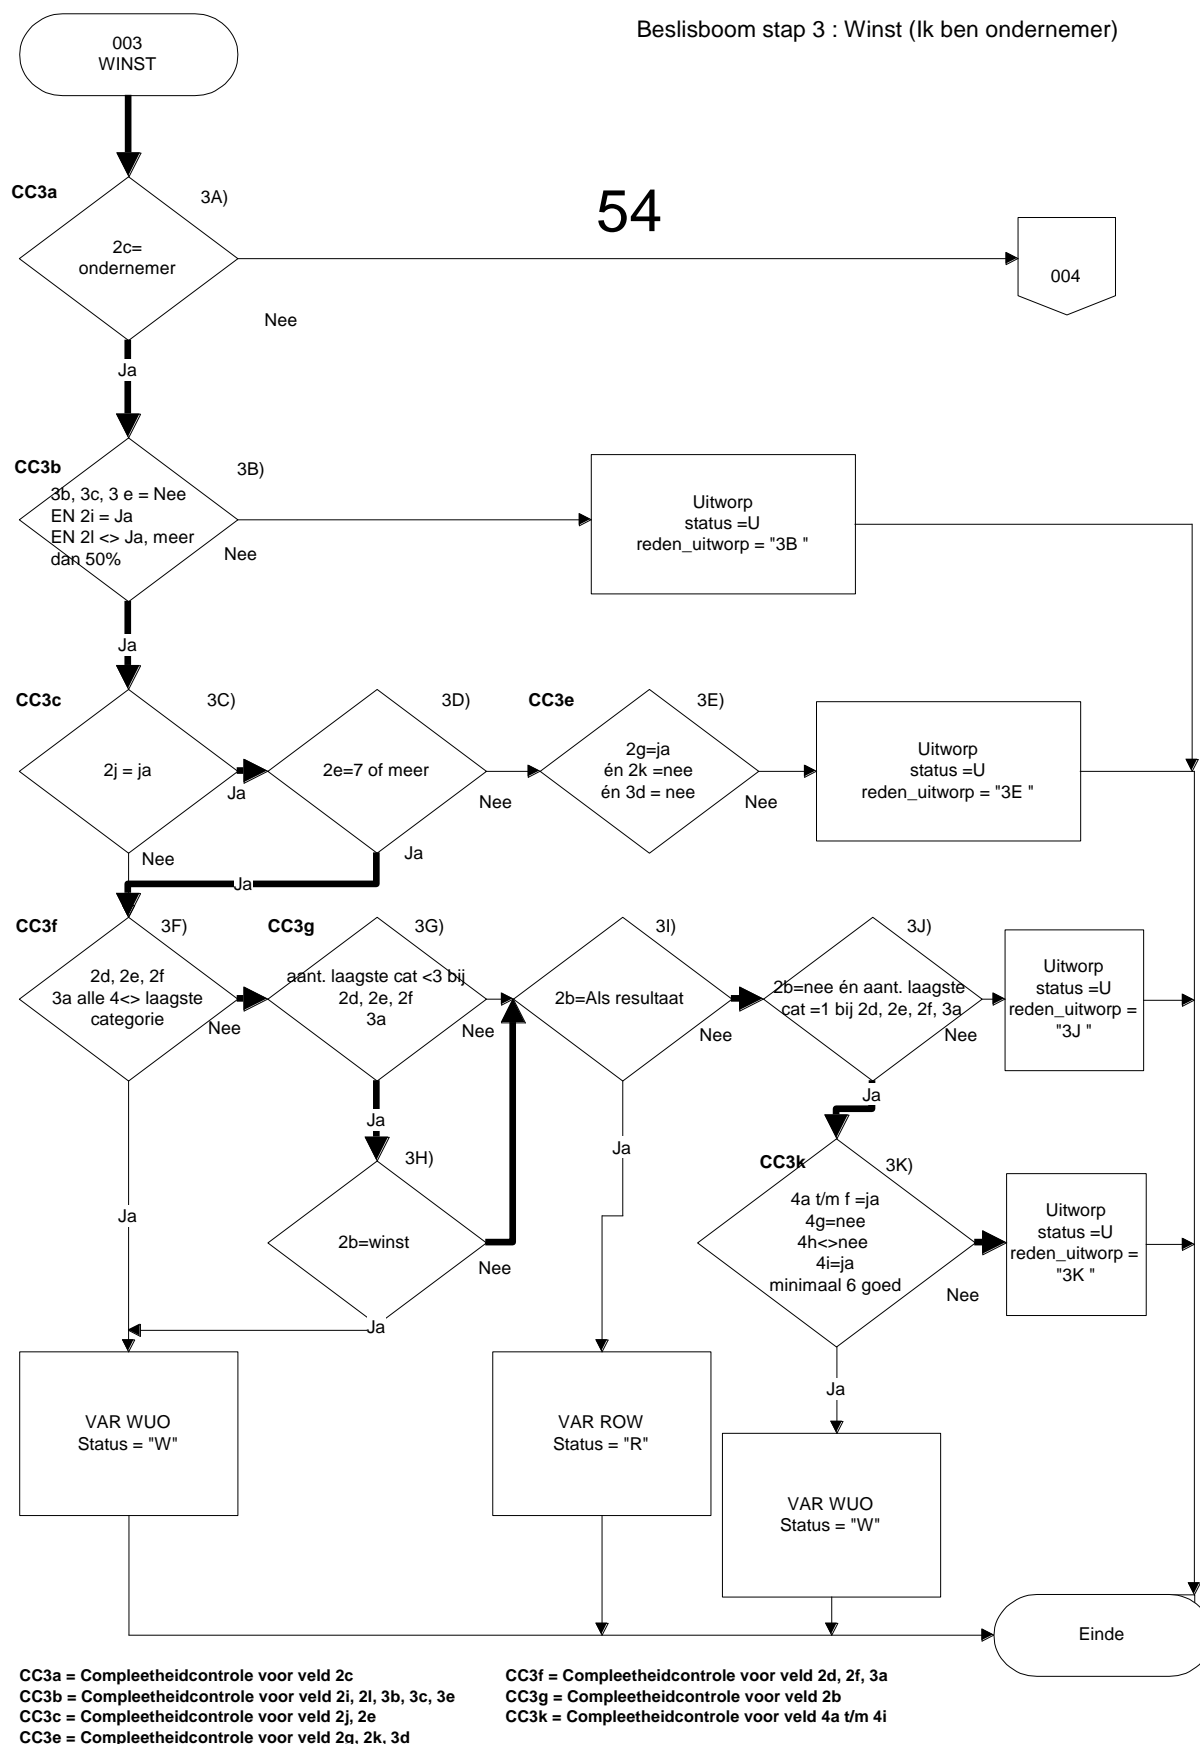 Beslisboom stap 3 : Winst (Ik ben ondernemer)
003
WINST
CC3a
3A)
54
2c=
ondernemer
004
Nee
Ja
CC3b
3B)
3b, 3c, 3 e = Nee
EN 2i = Ja
EN 2l <> Ja, meer
dan 50%
Nee
Uitworp
status =U
reden_uitworp = "3B "
Ja
CC3c
3C)
2j = ja
Ja
Nee
3D)
2e=7 of meer
Nee
Ja
Ja
CC3e
3E)
2g=ja
én 2k =nee
én 3d = nee
Nee
Uitworp
status =U
reden_uitworp = "3E "
CC3f
3F)
2d, 2e, 2f
3a alle 4<> laagste
categorie
Nee
Ja
CC3g
3G)
aant. laagste cat <3 bij
2d, 2e, 2f
3a
Nee
Ja
3H)
2b=winst
Nee
Ja
3I)
2b=Als resultaat
Nee
Ja
3J)
2b=nee én aant. laagste
cat =1 bij 2d, 2e, 2f, 3a
Nee
Ja
Uitworp
status =U
reden_uitworp =
"3J "
CC3k
3K)
4a t/m f =ja
4g=nee
4h<>nee
4i=ja
minimaal 6 goed
Nee
Ja
Uitworp
status =U
reden_uitworp =
"3K "
VAR WUO
Status = "W"
VAR ROW
Status = "R"
VAR WUO
Status = "W"
Einde
CC3a = Compleetheidcontrole voor veld 2c
CC3b = Compleetheidcontrole voor veld 2i, 2l, 3b, 3c, 3e
CC3c = Compleetheidcontrole voor veld 2j, 2e
CC3e = Compleetheidcontrole voor veld 2g, 2k, 3d
CC3f = Compleetheidcontrole voor veld 2d, 2f, 3a
CC3g = Compleetheidcontrole voor veld 2b
CC3k = Compleetheidcontrole voor veld 4a t/m 4i